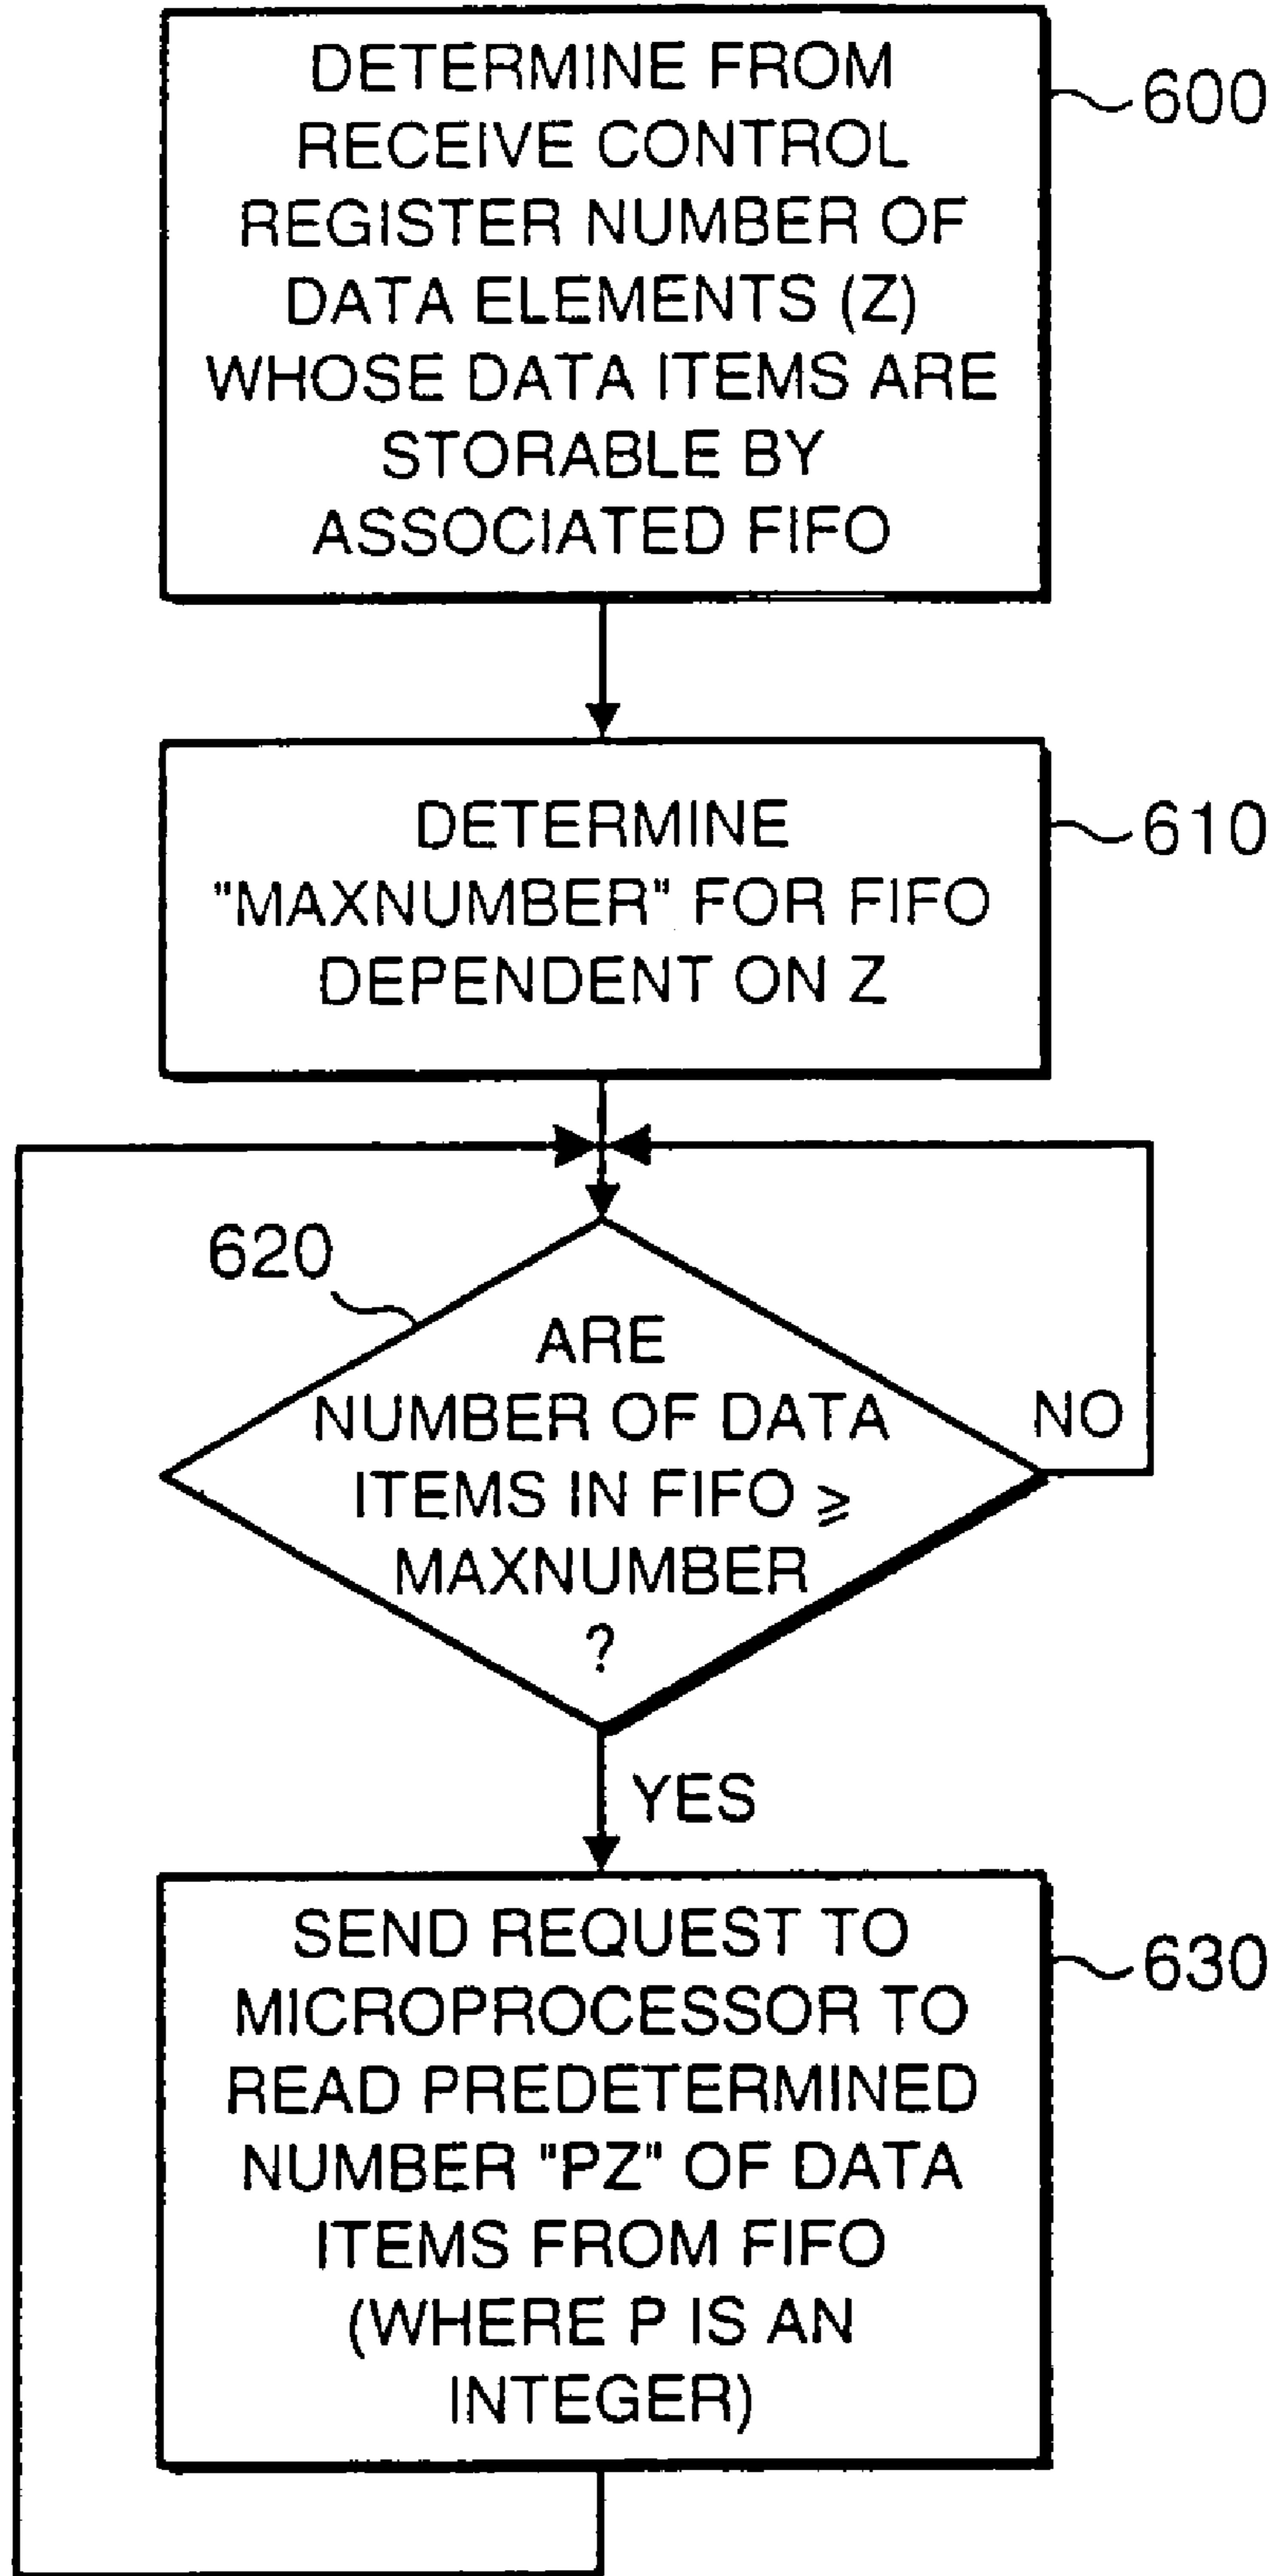 DETERMINE FROM
RECEIVE CONTROL
REGISTER NUMBER OF
DATA ELEMENTS (Z)
WHOSE DATA ITEMS ARE
STORABLE BY
ASSOCIATED FIFO
600
DETERMINE
"MAXNUMBER" FOR FIFO
DEPENDENT ON Z
610
620
ARE
NUMBER OF DATA
ITEMS IN FIFO ⩾
MAXNUMBER
?
NO
YES
SEND REQUEST TO
MICROPROCESSOR TO
READ PREDETERMINED
NUMBER "PZ" OF DATA
ITEMS FROM FIFO
(WHERE P IS AN
INTEGER)
630